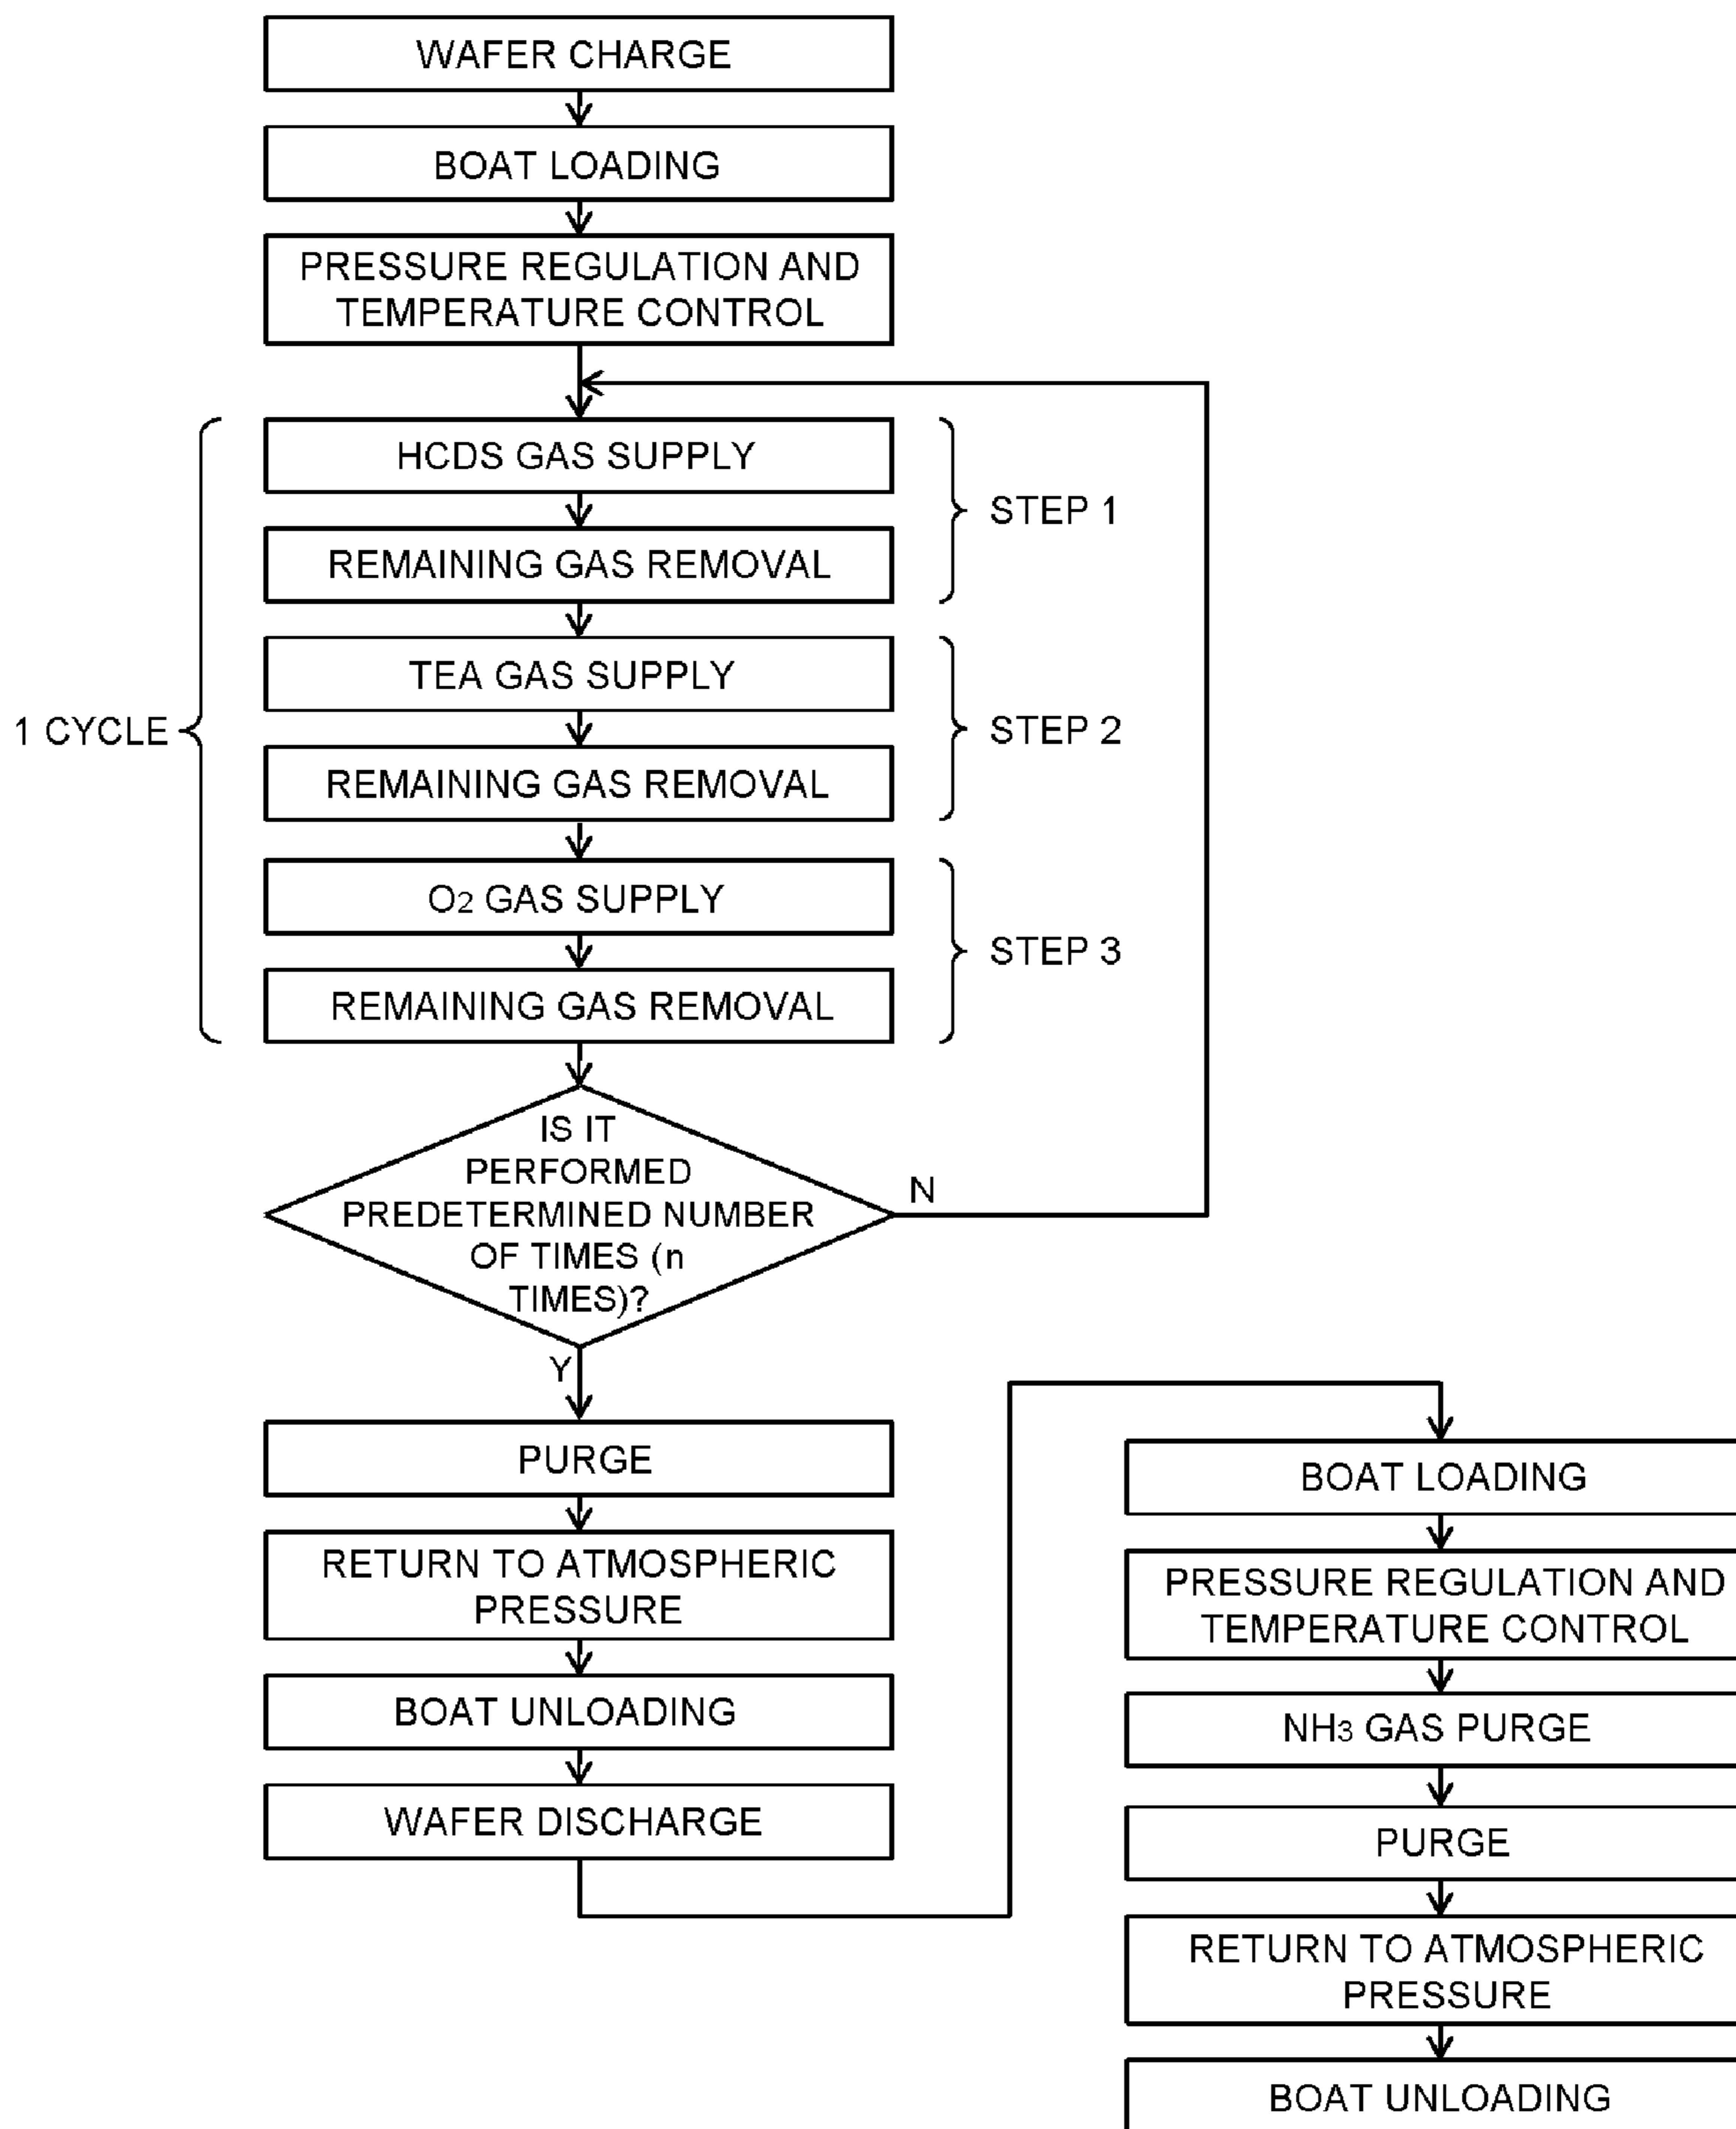 WAFER CHARGE
BOAT LOADING
PRESSURE REGULATION AND
TEMPERATURE CONTROL
HCDS GAS SUPPLY
REMAINING GAS REMOVAL
STEP 1
TEA GAS SUPPLY
REMAINING GAS REMOVAL
STEP 2
1 CYCLE
O2 GAS SUPPLY
REMAINING GAS REMOVAL
STEP 3
IS IT
PERFORMED
PREDETERMINED NUMBER
OF TIMES (n
TIMES)?
N
Y
PURGE
RETURN TO ATMOSPHERIC
PRESSURE
BOAT UNLOADING
WAFER DISCHARGE
BOAT LOADING
PRESSURE REGULATION AND
TEMPERATURE CONTROL
NH3 GAS PURGE
PURGE
RETURN TO ATMOSPHERIC
PRESSURE
BOAT UNLOADING